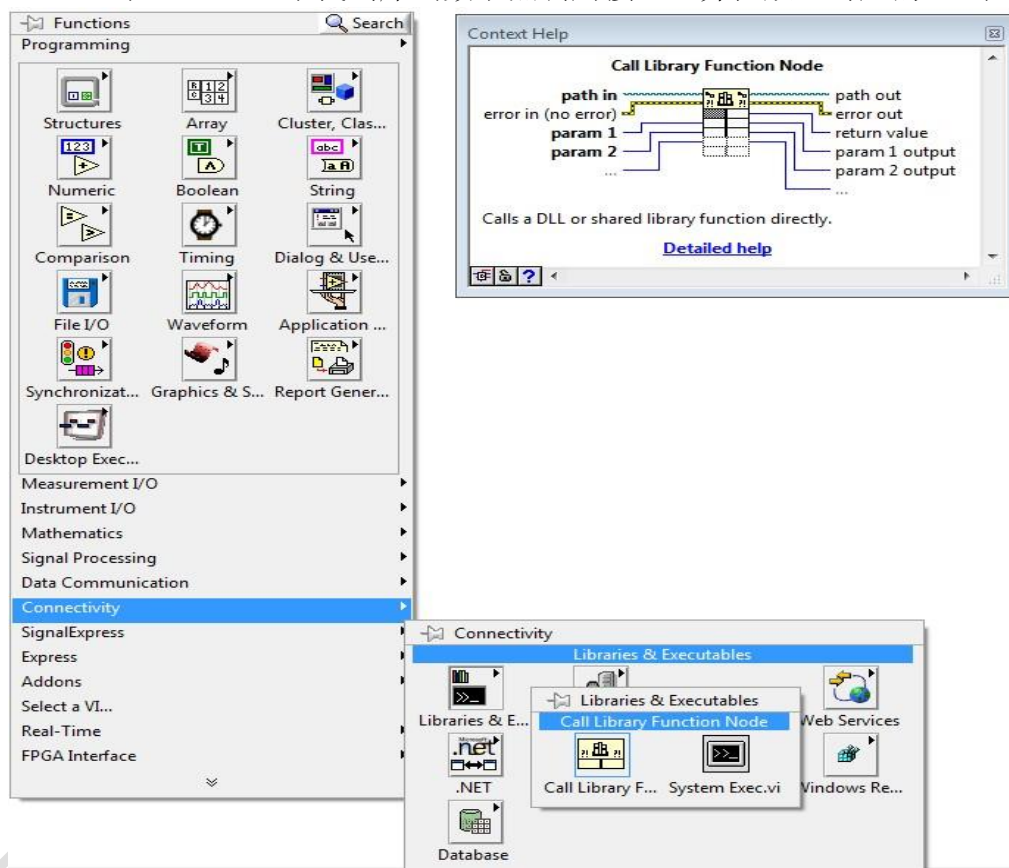 Functions
Search
Programming
Structures
Array
Cluster, Clas...
Numeric
Boolean
String
Comparison
Timing
Dialog & Use...
File I/O
Waveform
Application ...
Synchronizat...
Graphics & S...
Report Gener...
Desktop Exec...
Measurement I/O
Instrument I/O
Mathematics
Signal Processing
Data Communication
Connectivity
SignalExpress
Express
Addons
Select a VI...
Real-Time
FPGA Interface
Context Help
Call Library Function Node
path in
path out
error in (no error)
error out
param 1
return value
param 2
param 1 output
...
param 2 output
...
Calls a DLL or shared library function directly.
Detailed help
Connectivity
Libraries & Executables
Libraries & E...
Web Services
Libraries & Executables
Call Library Function Node
Call Library F...
System Exec.vi
.NET
Windows Re...
Database